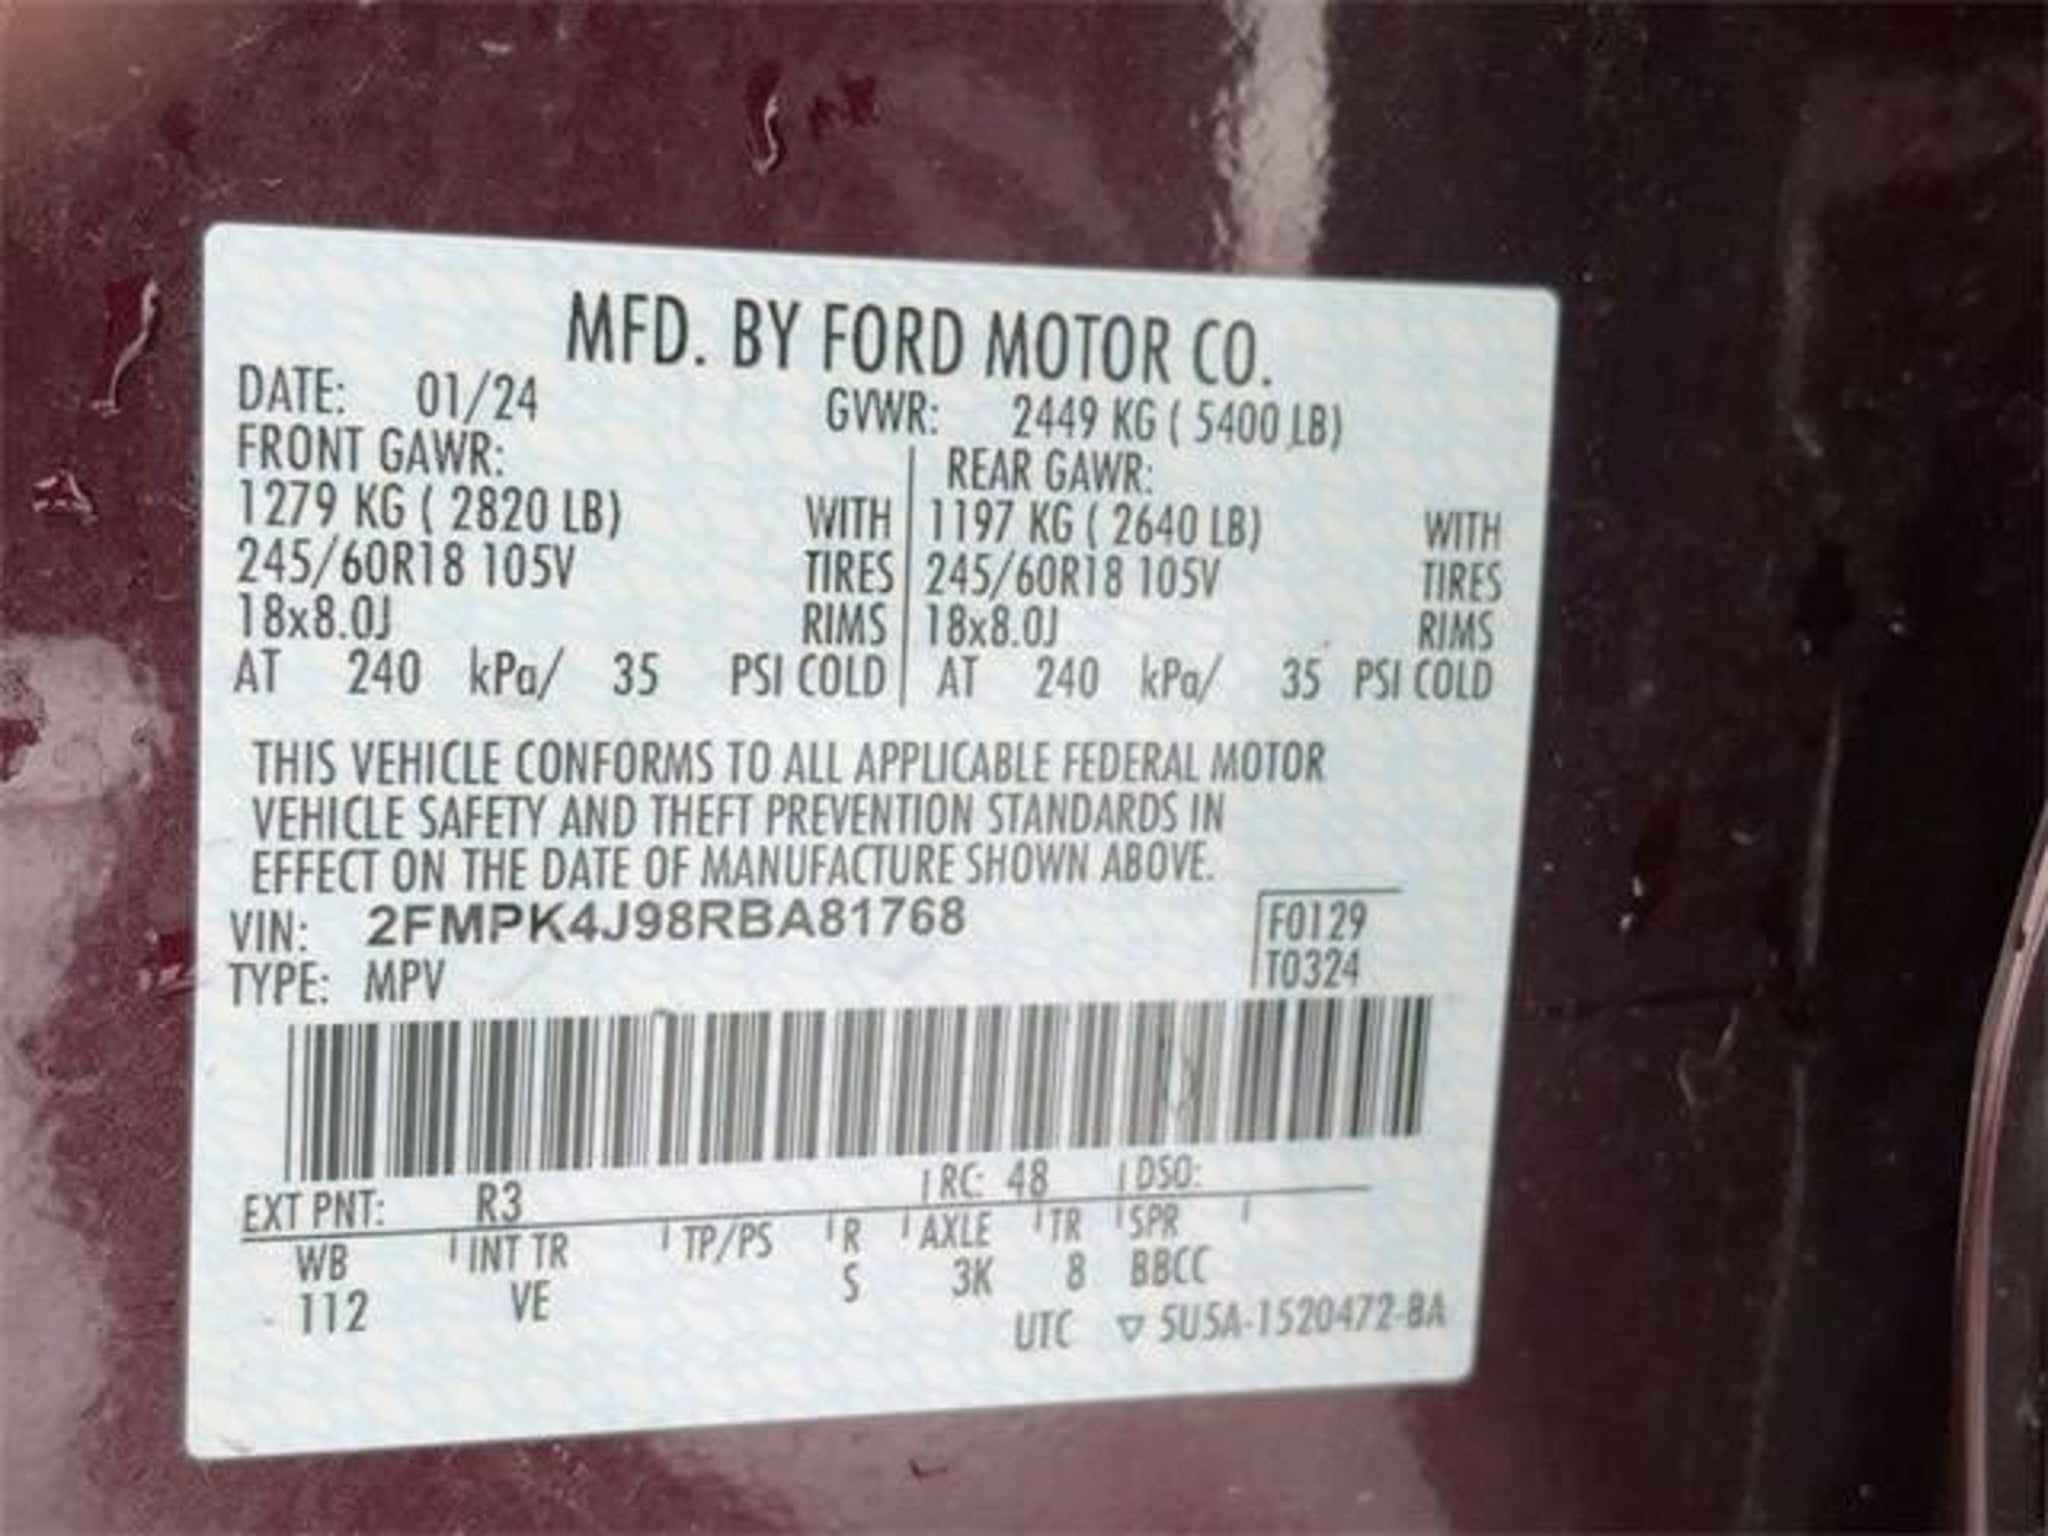 MFD. BY FORD MOTOR CO.
DATE: 01/24 GVWR: 2449 KG ( 5400 LB)
FRONT GAWR: REAR GAWR:
1279 KG ( 2820 LB) WITH 1197 KG ( 2640 LB) WITH
245/60R18 105V TIRES 245/60R18 105V TIRES
18x8.0J RIMS 18x8.0J RIMS
AT 240 kPa/ 35 PSI COLD AT 240 kPa/ 35 PSI COLD
THIS VEHICLE CONFORMS TO ALL APPLICABLE FEDERAL MOTOR
VEHICLE SAFETY AND THEFT PREVENTION STANDARDS IN
EFFECT ON THE DATE OF MANUFACTURE SHOWN ABOVE.
VIN: 2FMPK4J98RBA81768 F0129
TYPE: MPV T0324
EXT PNT: R3 RC: 48 DSO:
WB INT TR TP/PS R AXLE TR SPR
112 VE S 3K 8 BBCC
UTC ▽ 5U5A-1520472-BA